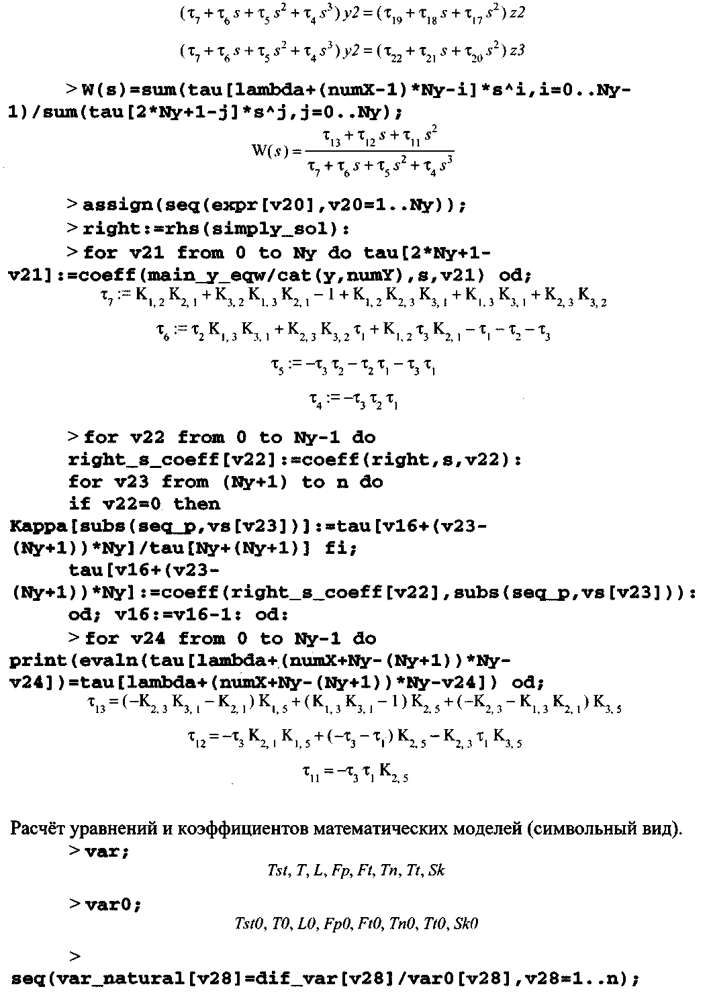 (τ₇ + τ₆ s + τ₅ s² + τ₄ s³) y2 = (τ₁₉ + τ₁₈ s + τ₁₇ s²) z2
(τ₇ + τ₆ s + τ₅ s² + τ₄ s³) y2 = (τ₂₂ + τ₂₁ s + τ₂₀ s²) z3
>W(s)=sum(tau[lambda+(numX-1)*Ny-i]*s^i,i=0..Ny-
1)/sum(tau[2*Ny+1-j]*s^j,j=0..Ny);
W(s) = (τ₁₃ + τ₁₂ s + τ₁₁ s²) / (τ₇ + τ₆ s + τ₅ s² + τ₄ s³)
>assign(seq(expr[v20],v20=1..Ny));
>right:=rhs(simply_sol):
>for v21 from 0 to Ny do tau[2*Ny+1-
v21]:=coeff(main_y_eqw/cat(y,numY),s,v21) od;
τ₇ := K₁,₂ K₂,₁ + K₃,₂ K₁,₃ K₂,₁ − 1 + K₁,₂ K₂,₃ K₃,₁ + K₁,₃ K₃,₁ + K₂,₃ K₃,₂
τ₆ := τ₂ K₁,₃ K₃,₁ + K₂,₃ K₃,₂ τ₁ + K₁,₂ τ₃ K₂,₁ − τ₁ − τ₂ − τ₃
τ₅ := −τ₃ τ₂ − τ₂ τ₁ − τ₃ τ₁
τ₄ := −τ₃ τ₂ τ₁
>for v22 from 0 to Ny-1 do
right_s_coeff[v22]:=coeff(right,s,v22):
for v23 from (Ny+1) to n do
if v22=0 then
Kappa[subs(seq_p,vs[v23])]:=tau[v16+(v23-
(Ny+1))*Ny]/tau[Ny+(Ny+1)] fi;
tau[v16+(v23-
(Ny+1))*Ny]:=coeff(right_s_coeff[v22],subs(seq_p,vs[v23])):
od; v16:=v16-1: od:
>for v24 from 0 to Ny-1 do
print(evaln(tau[lambda+(numX+Ny-(Ny+1))*Ny-
v24])=tau[lambda+(numX+Ny-(Ny+1))*Ny-v24]) od;
τ₁₃ = (−K₂,₃ K₃,₁ − K₂,₁) K₁,₅ + (K₁,₃ K₃,₁ − 1) K₂,₅ + (−K₂,₃ − K₁,₃ K₂,₁) K₃,₅
τ₁₂ = −τ₃ K₂,₁ K₁,₅ + (−τ₃ − τ₁) K₂,₅ − K₂,₃ τ₁ K₃,₅
τ₁₁ = −τ₃ τ₁ K₂,₅
Расчёт уравнений и коэффициентов математических моделей (символьный вид).
>var;
Tst, T, L, Fp, Ft, Tn, Tt, Sk
>var0;
Tst0, T0, L0, Fp0, Ft0, Tn0, Tt0, Sk0
>
seq(var_natural[v28]=dif_var[v28]/var0[v28],v28=1..n);